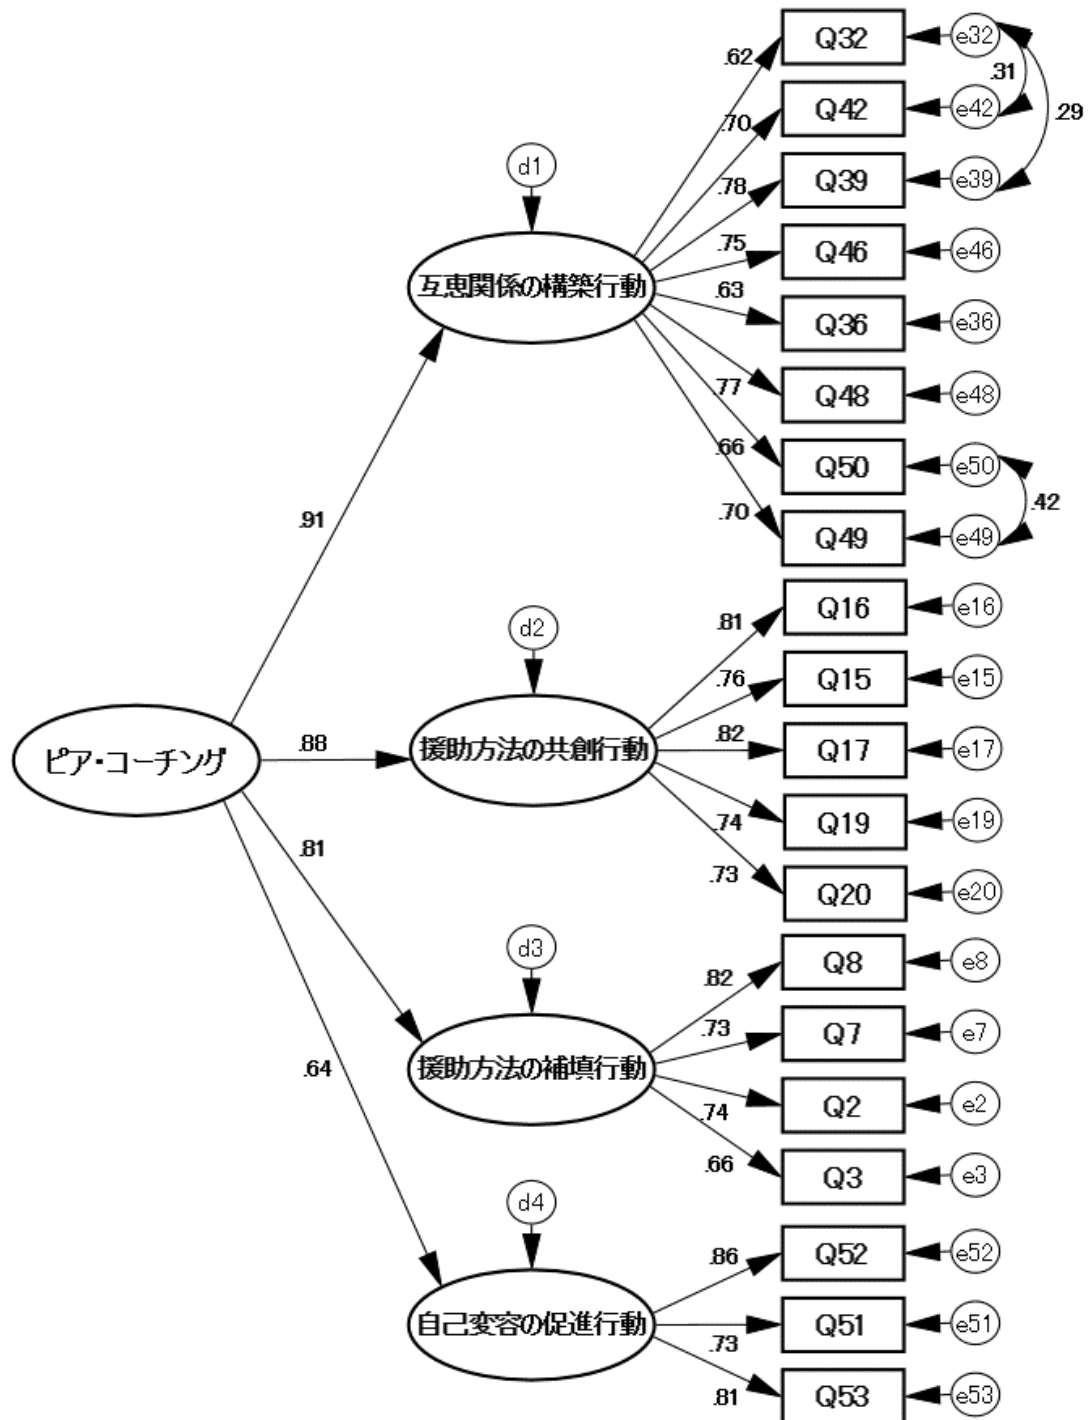 Q32
e32
.62
.31
.29
Q42
e42
.70
d1
Q39
e39
.78
Q46
e46
.75
互恵関係の構築行動
.63
Q36
e36
Q48
e48
.77
Q50
e50
.66
.42
.91
.70
Q49
e49
Q16
e16
.81
d2
Q15
e15
.76
ピア・コーチング
.88
援助方法の共創行動
.82
Q17
e17
Q19
e19
.74
.81
.73
Q20
e20
d3
Q8
e8
.82
.73
Q7
e7
.64
援助方法の補填行動
Q2
e2
.74
.66
Q3
e3
d4
Q52
e52
.86
自己変容の促進行動
Q51
e51
.73
.81
Q53
e53